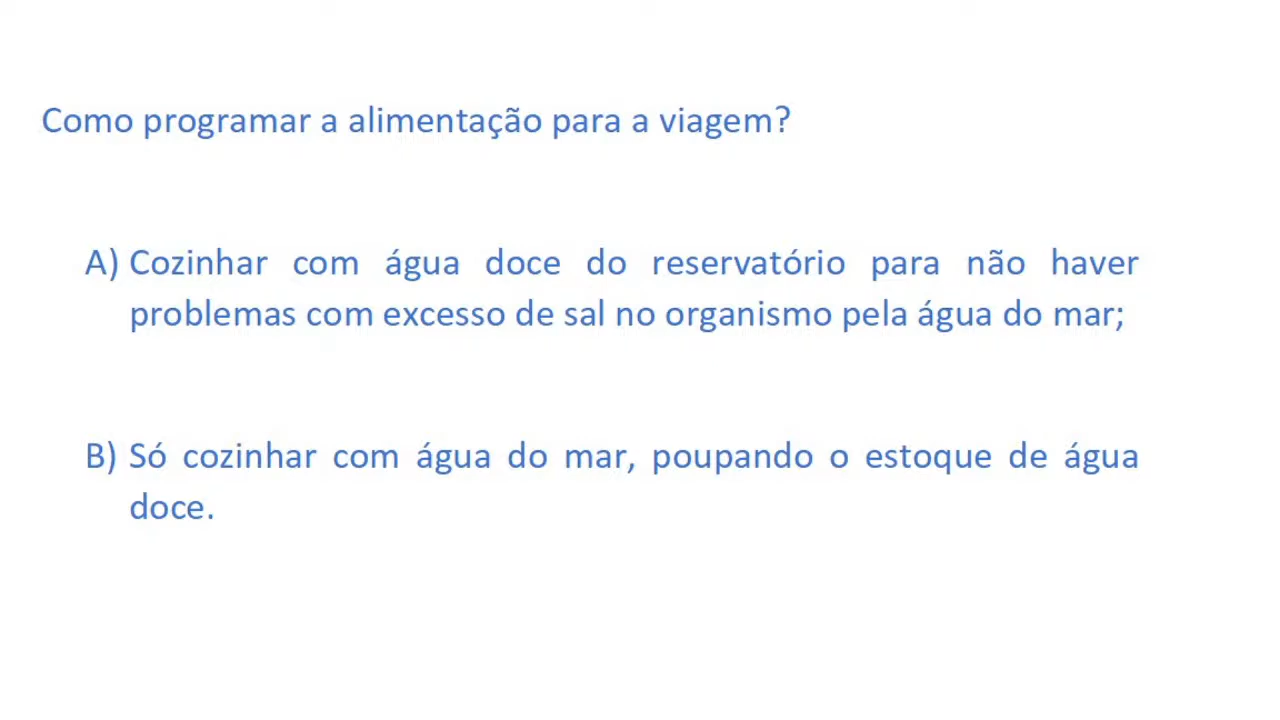 Como programar a alimentação para a viagem?
A) Cozinhar com água doce do reservatório para não haver
problemas com excesso de sal no organismo pela água do mar;
B) Só cozinhar com água do mar, poupando o estoque de água
doce.